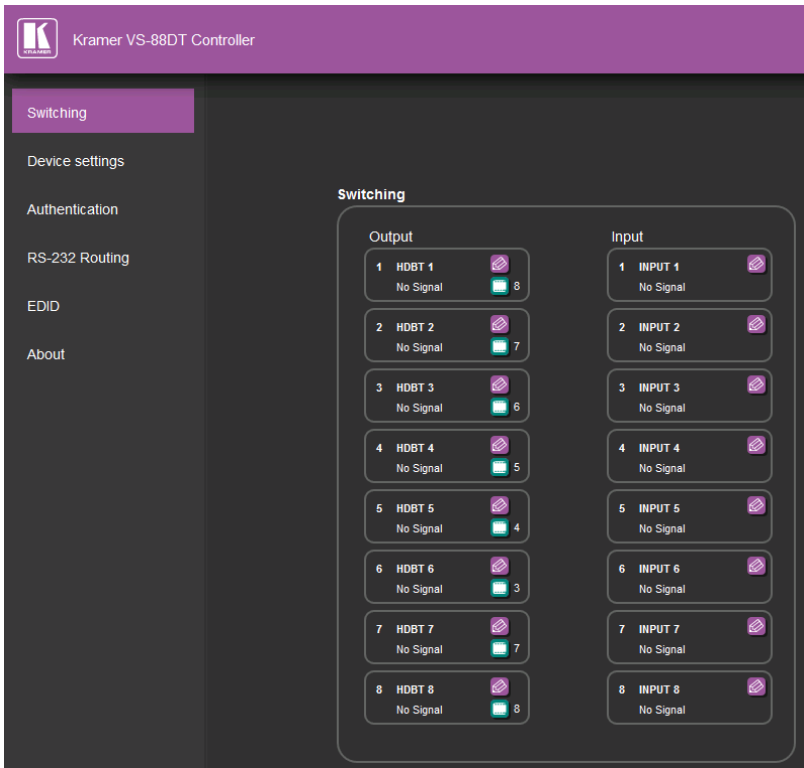 KRAMER
Kramer VS-88DT Controller
Switching
Device settings
Authentication
RS-232 Routing
EDID
About
Switching
Output
1 HDBT 1
No Signal 8
2 HDBT 2
No Signal 7
3 HDBT 3
No Signal 6
4 HDBT 4
No Signal 5
5 HDBT 5
No Signal 4
6 HDBT 6
No Signal 3
7 HDBT 7
No Signal 7
8 HDBT 8
No Signal 8
Input
1 INPUT 1
No Signal
2 INPUT 2
No Signal
3 INPUT 3
No Signal
4 INPUT 4
No Signal
5 INPUT 5
No Signal
6 INPUT 6
No Signal
7 INPUT 7
No Signal
8 INPUT 8
No Signal